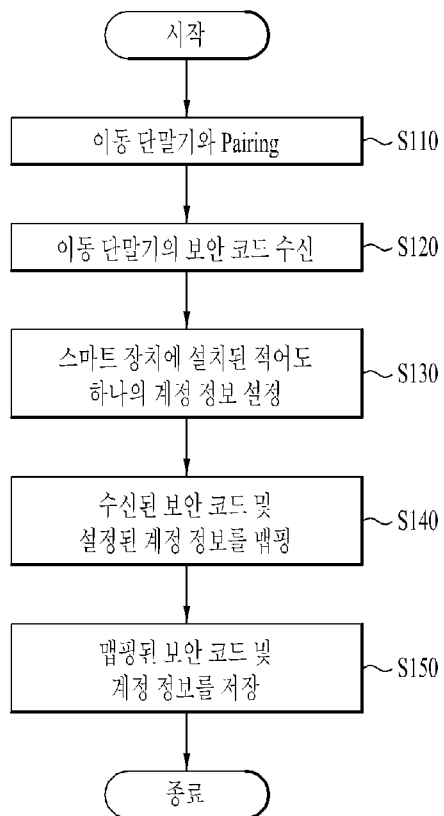 시작
이동 단말기와 Pairing
S110
이동 단말기의 보안 코드 수신
S120
스마트 장치에 설치된 적어도
하나의 계정 정보 설정
S130
수신된 보안 코드 및
설정된 계정 정보를 맵핑
S140
맵핑된 보안 코드 및
계정 정보를 저장
S150
종료